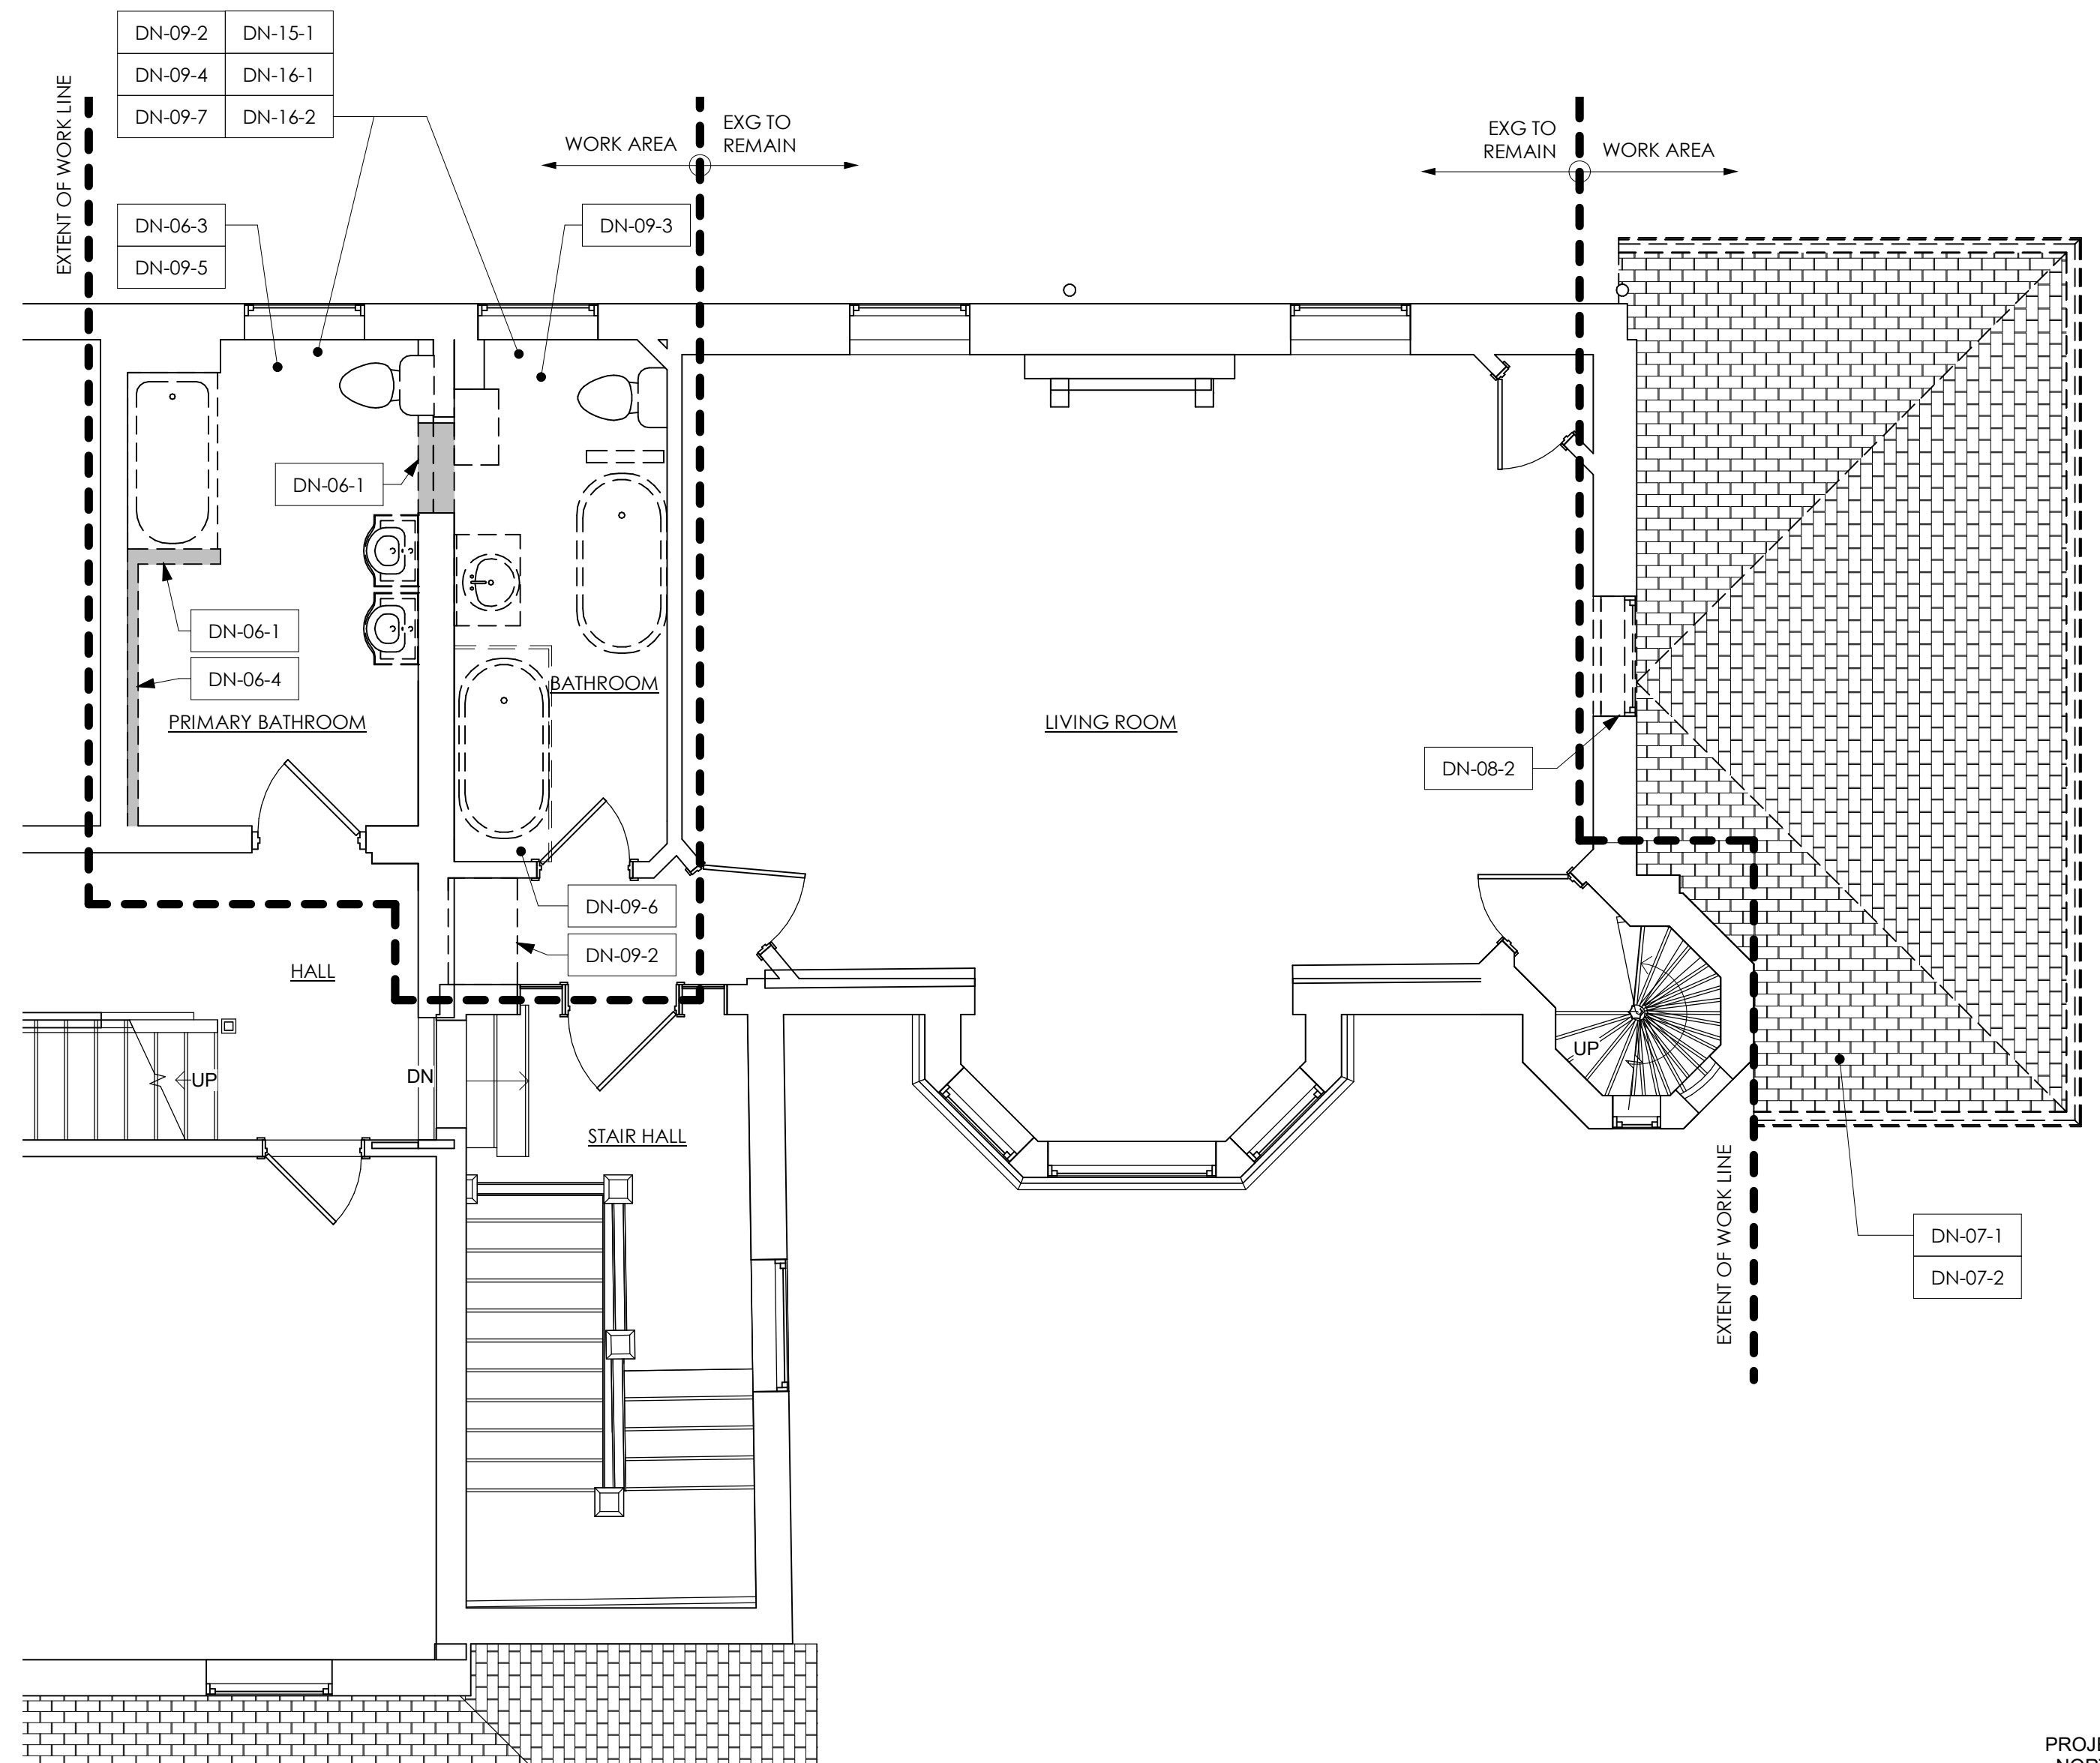 DN-09-2 DN-15-1
DN-09-4 DN-16-1
DN-09-7 DN-16-2
EXTENT OF WORK LINE
WORK AREA
EXG TO
REMAIN
EXG TO
REMAIN
WORK AREA
DN-06-3
DN-09-5
DN-09-3
DN-06-1
DN-06-1
DN-06-4
PRIMARY BATHROOM
BATHROOM
LIVING ROOM
DN-08-2
DN-09-6
DN-09-2
HALL
UP
DN
UP
STAIR HALL
EXTENT OF WORK LINE
DN-07-1
DN-07-2